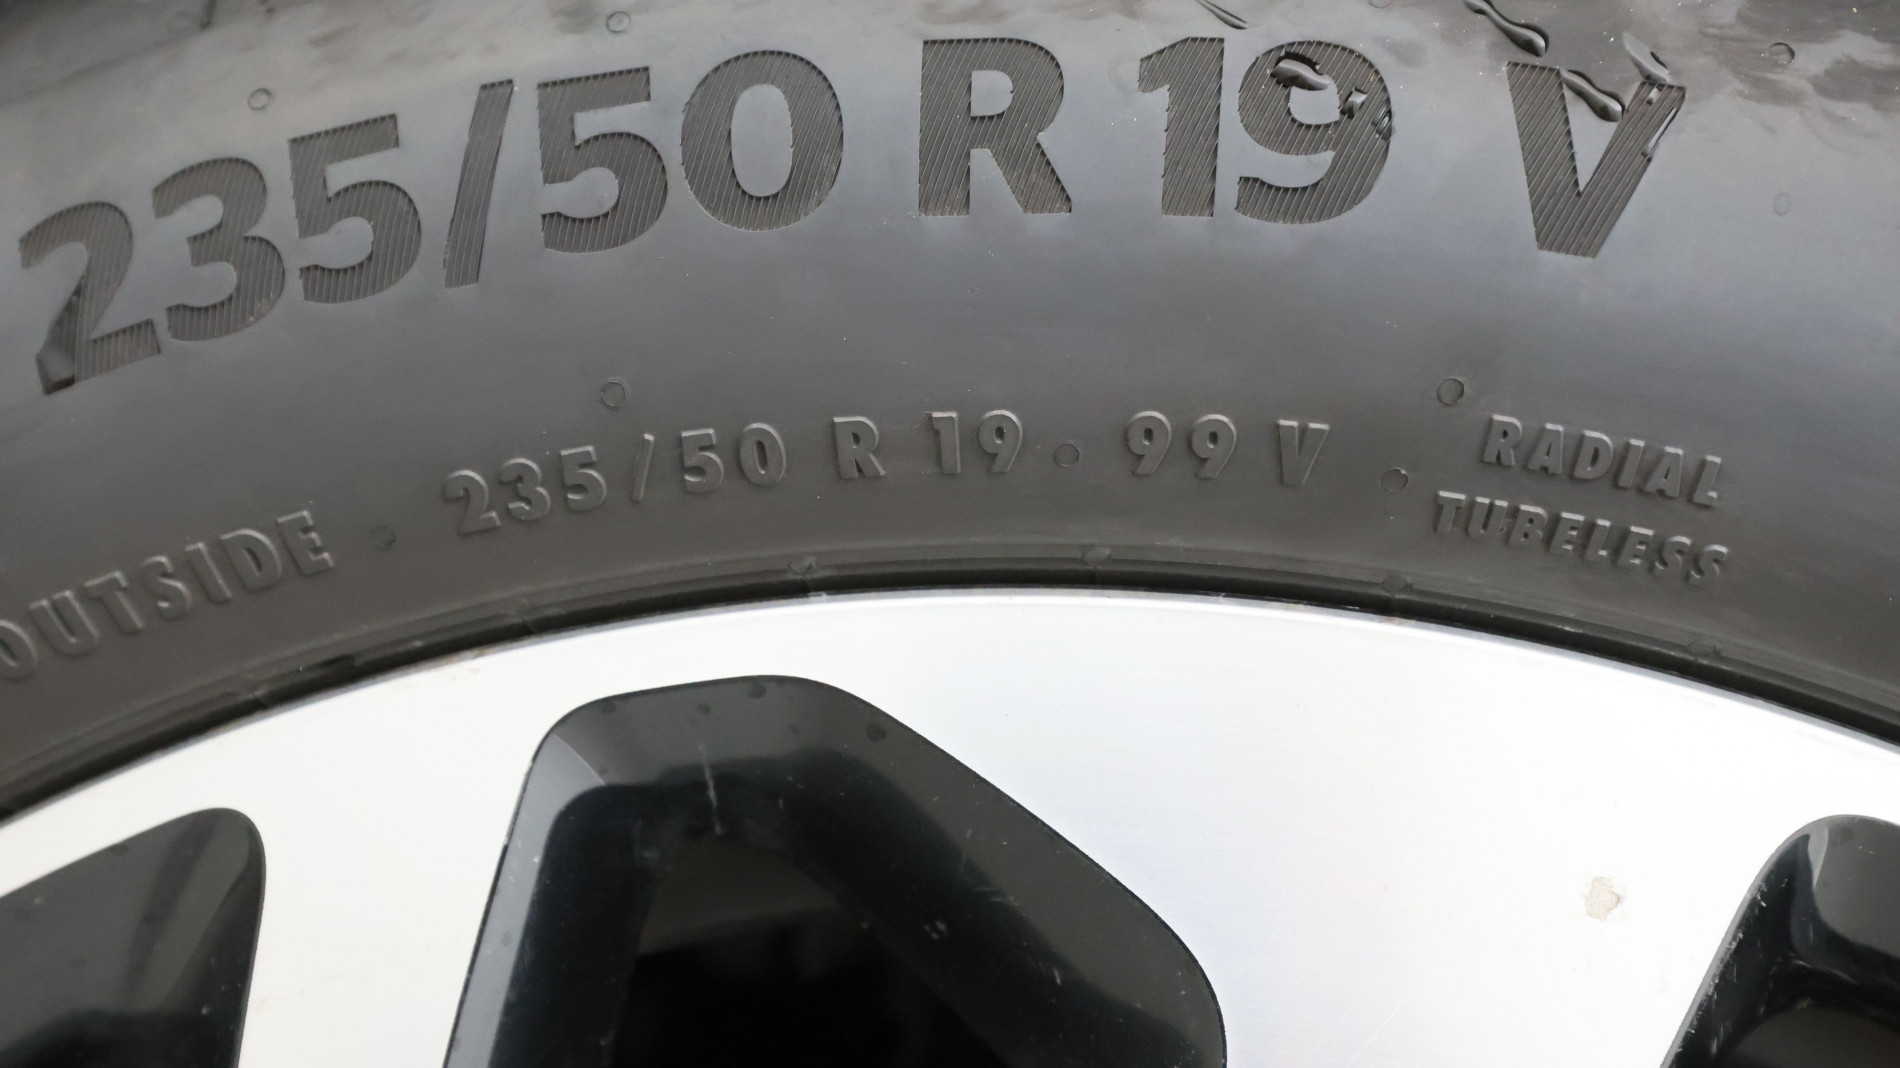 235/50 R 19 V
OUTSIDE · 235/50 R 19 · 99 V
RADIAL
TUBELESS